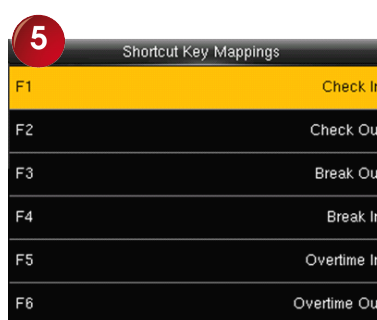 5
Shortcut Key Mappings
F1 Check In
F2 Check Ou
F3 Break Ou
F4 Break In
F5 Overtime In
F6 Overtime Ou